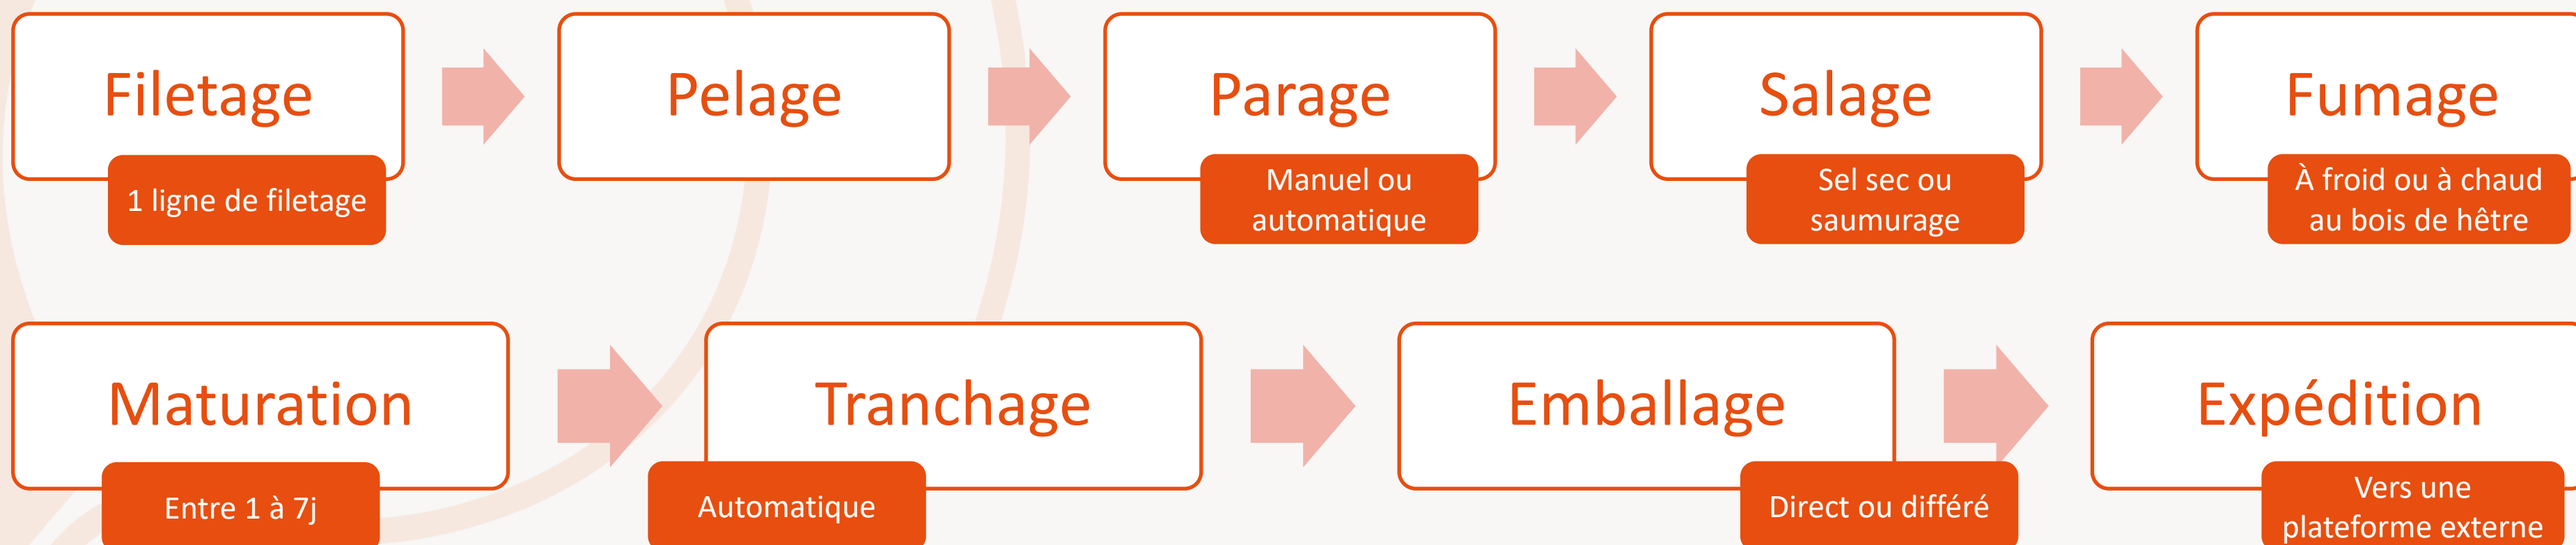 Filetage
1 ligne de filetage
Pelage
Parage
Manuel ou
automatique
Salage
Sel sec ou
saumurage
Fumage
À froid ou à chaud
au bois de hêtre
Maturation
Entre 1 à 7j
Tranchage
Automatique
Emballage
Direct ou différé
Expédition
Vers une
plateforme externe